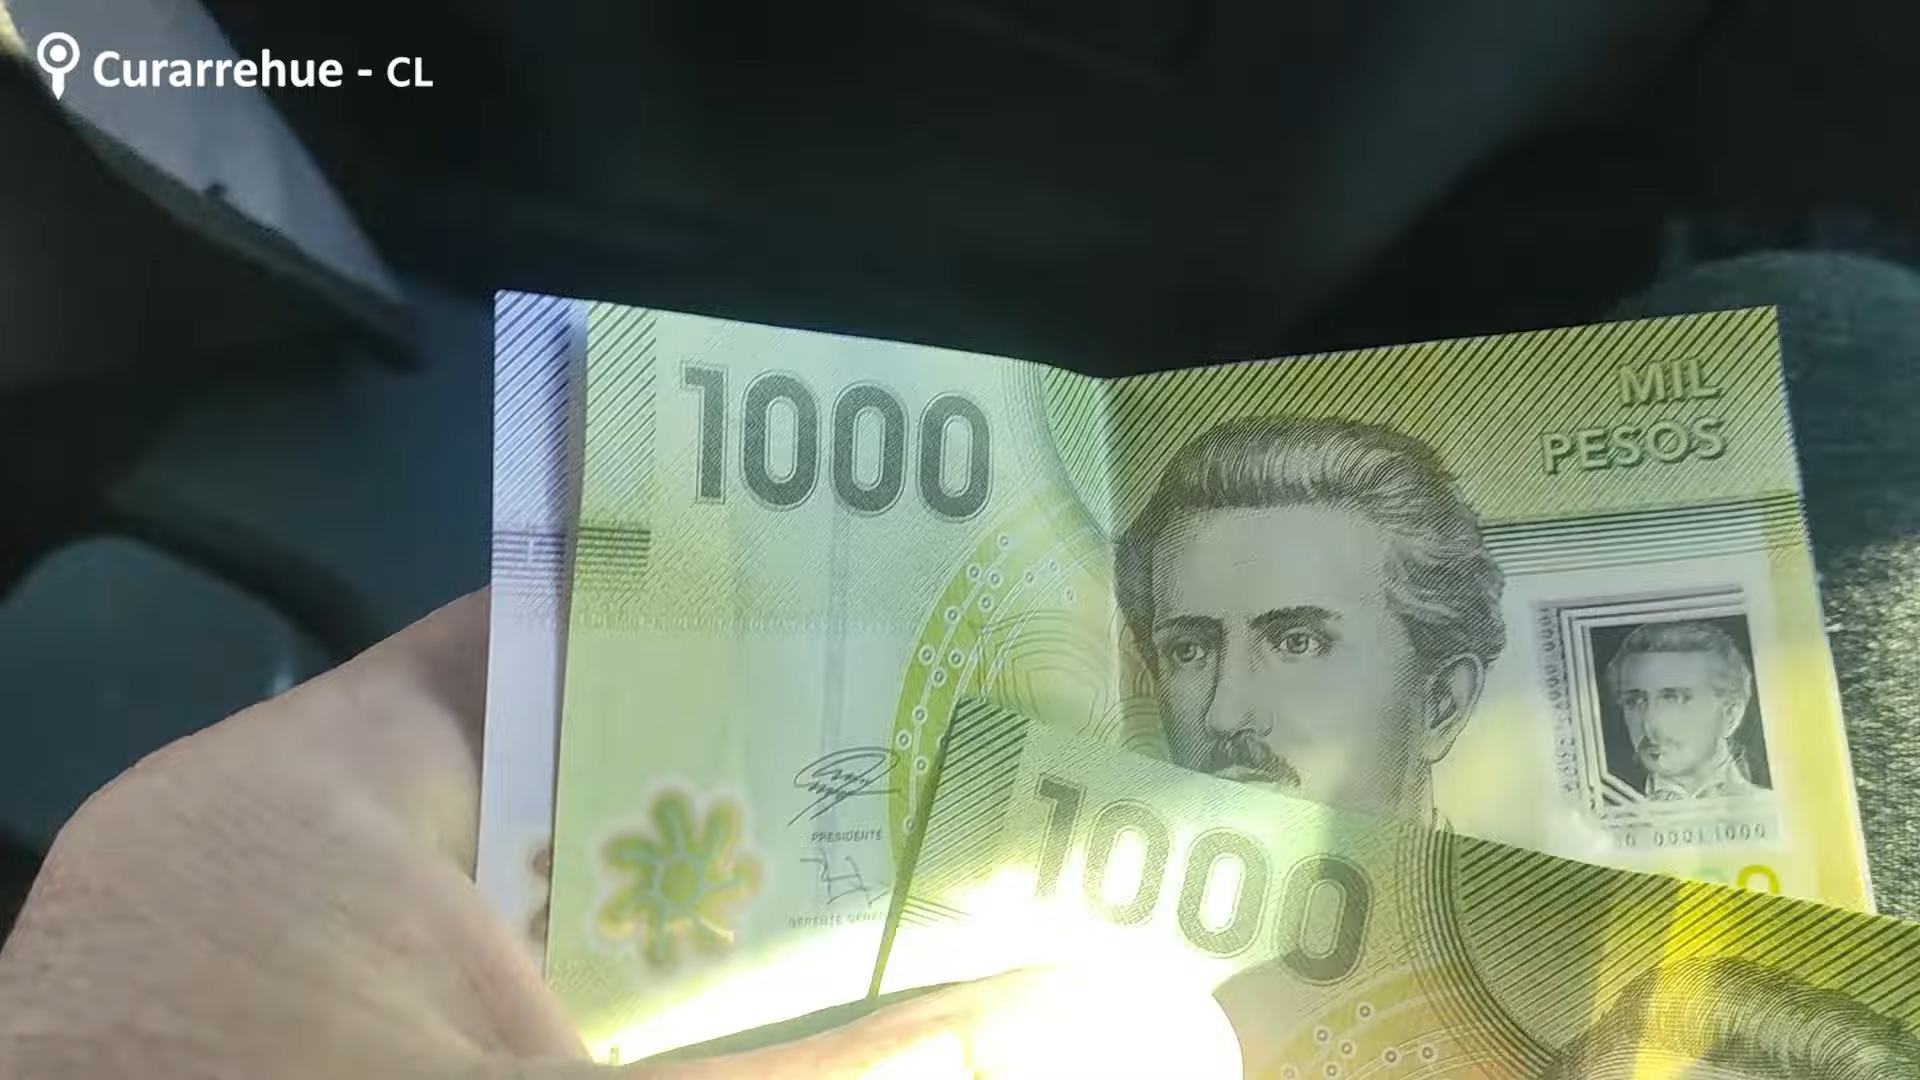 Curarrehue - CL
1000
MIL
PESOS
PRESIDENTE
1000